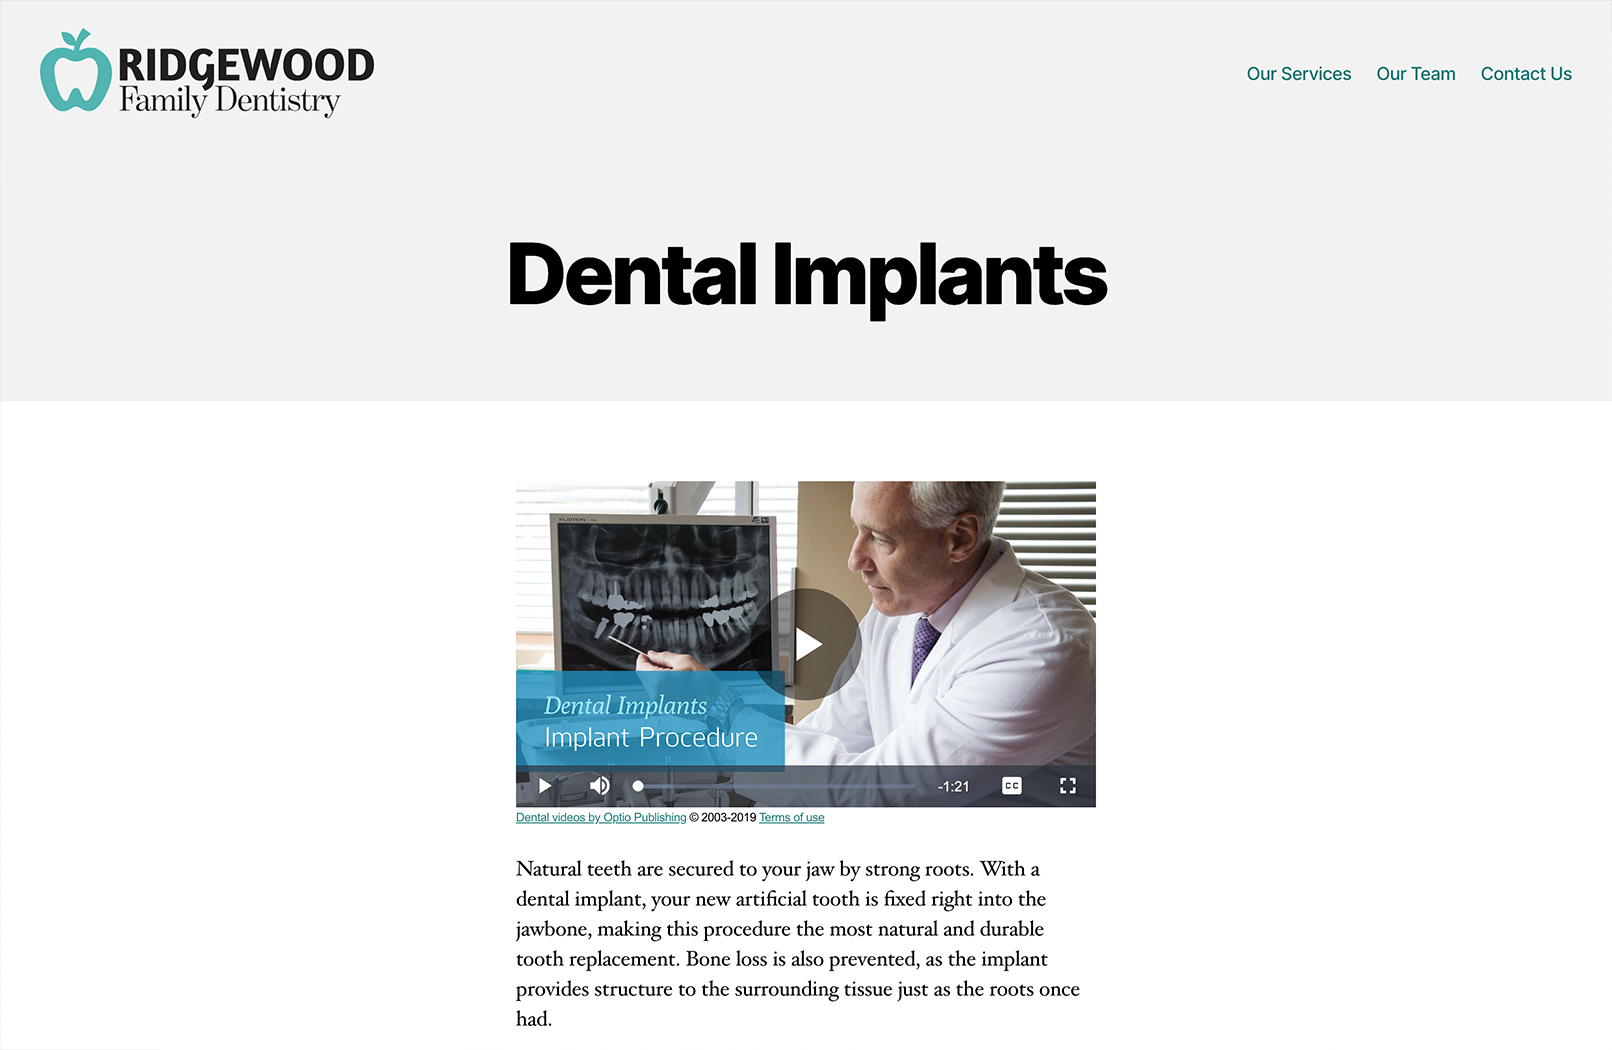 RIDGEWOOD
Family Dentistry
Our Services
Our Team
Contact Us
Dental Implants
FLATRON
Dental Implants
Implant Procedure
-1:21
CC
Dental videos by Optio Publishing © 2003-2019 Terms of use
Natural teeth are secured to your jaw by strong roots. With a
dental implant, your new artificial tooth is fixed right into the
jawbone, making this procedure the most natural and durable
tooth replacement. Bone loss is also prevented, as the implant
provides structure to the surrounding tissue just as the roots once
had.